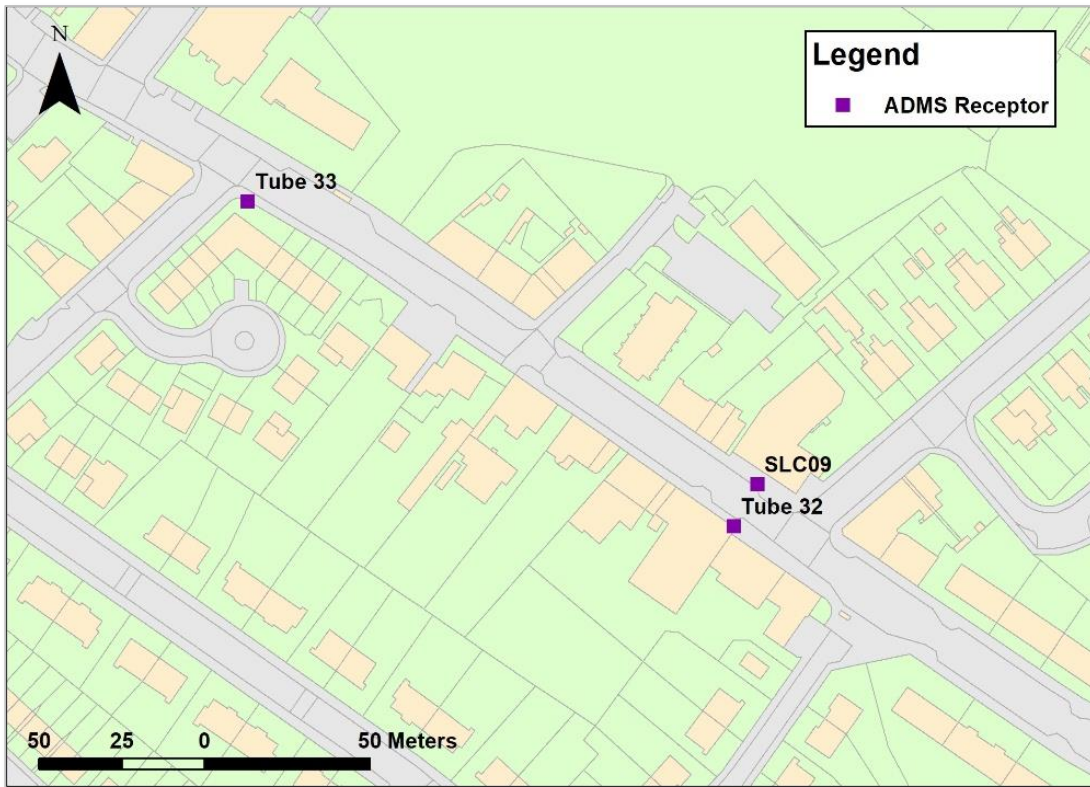 N
Legend
ADMS Receptor
Tube 33
SLC09
Tube 32
50 25 0 50 Meters